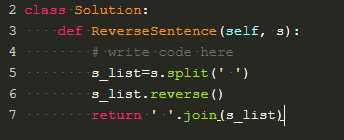 2 class Solution:
3     def ReverseSentence(self, s):
4         # write code here
5         s_list=s.split(' ')
6         s_list.reverse()
7         return ' '.join(s_list)